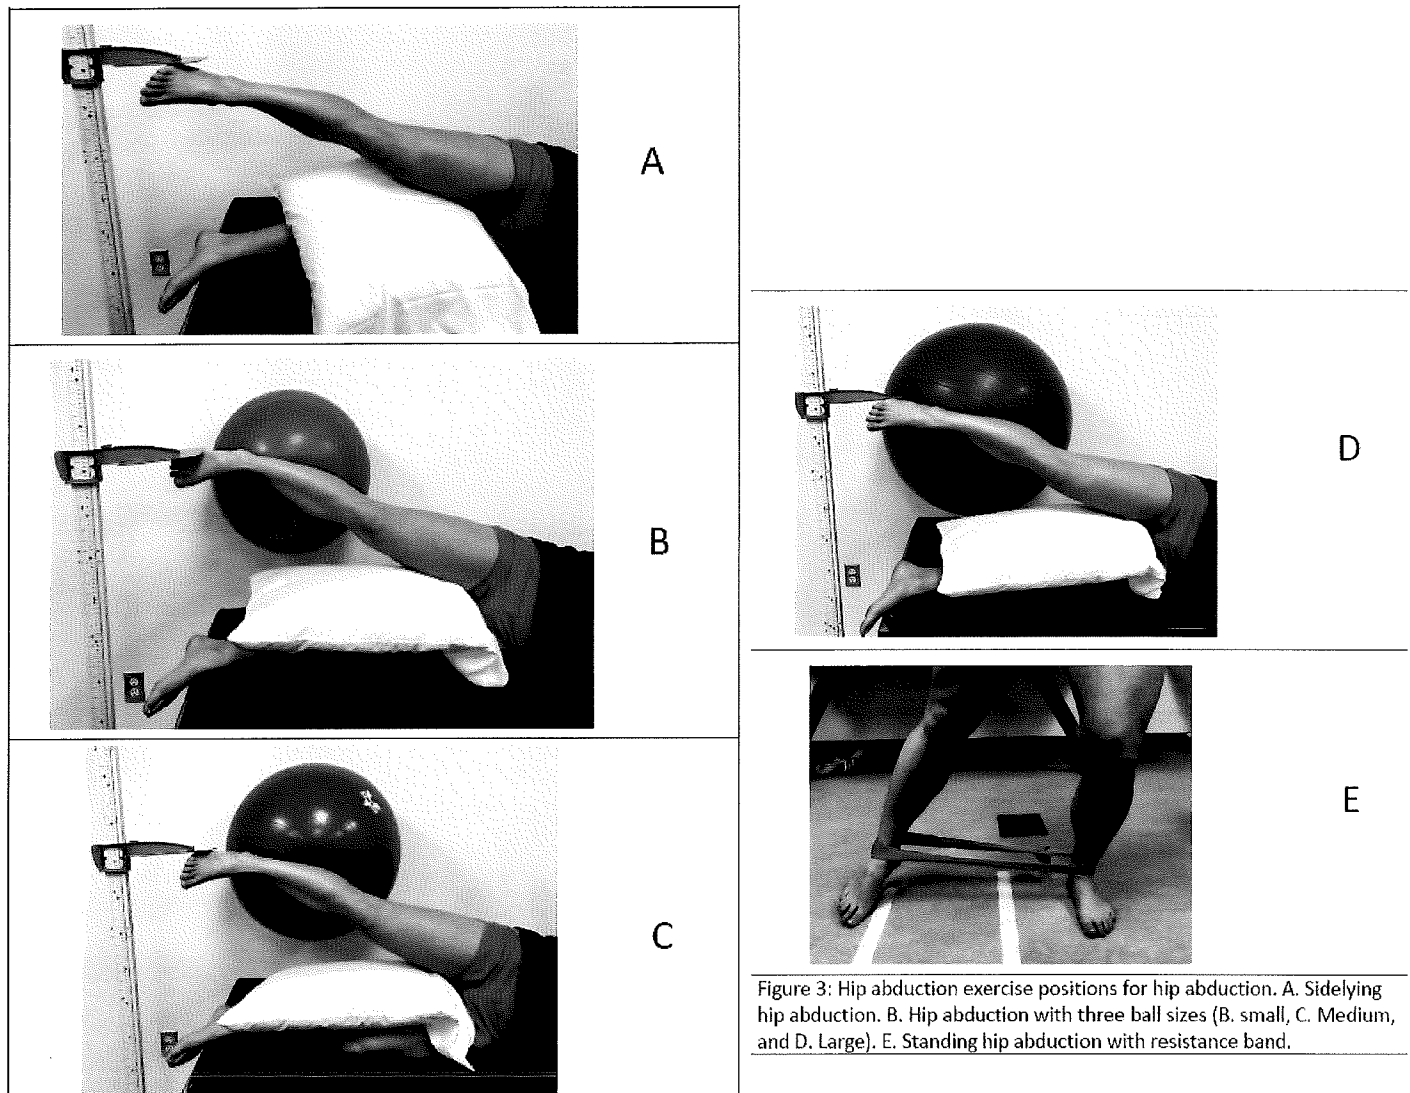 A
B
C
D
E
Figure 3: Hip abduction exercise positions for hip abduction. A. Sidelying
hip abduction. B. Hip abduction with three ball sizes (B. small, C. Medium,
and D. Large). E. Standing hip abduction with resistance band.